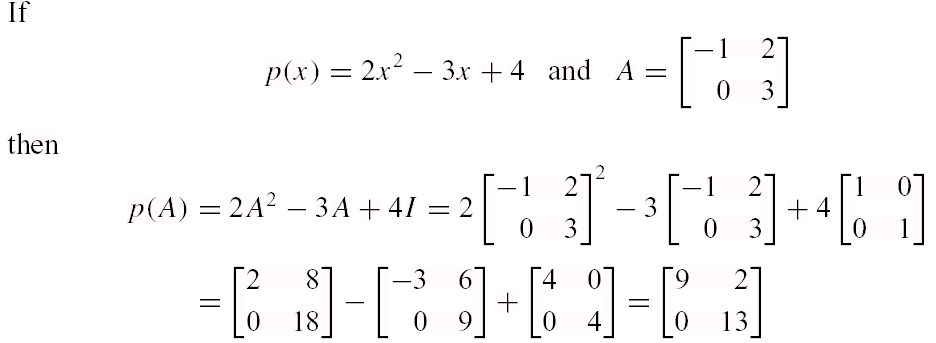 If
p(x) = 2x² − 3x + 4 and A = [−1 2; 0 3]
then
p(A) = 2A² − 3A + 4I = 2[−1 2; 0 3]² − 3[−1 2; 0 3] + 4[1 0; 0 1]
= [2 8; 0 18] − [−3 6; 0 9] + [4 0; 0 4] = [9 2; 0 13]